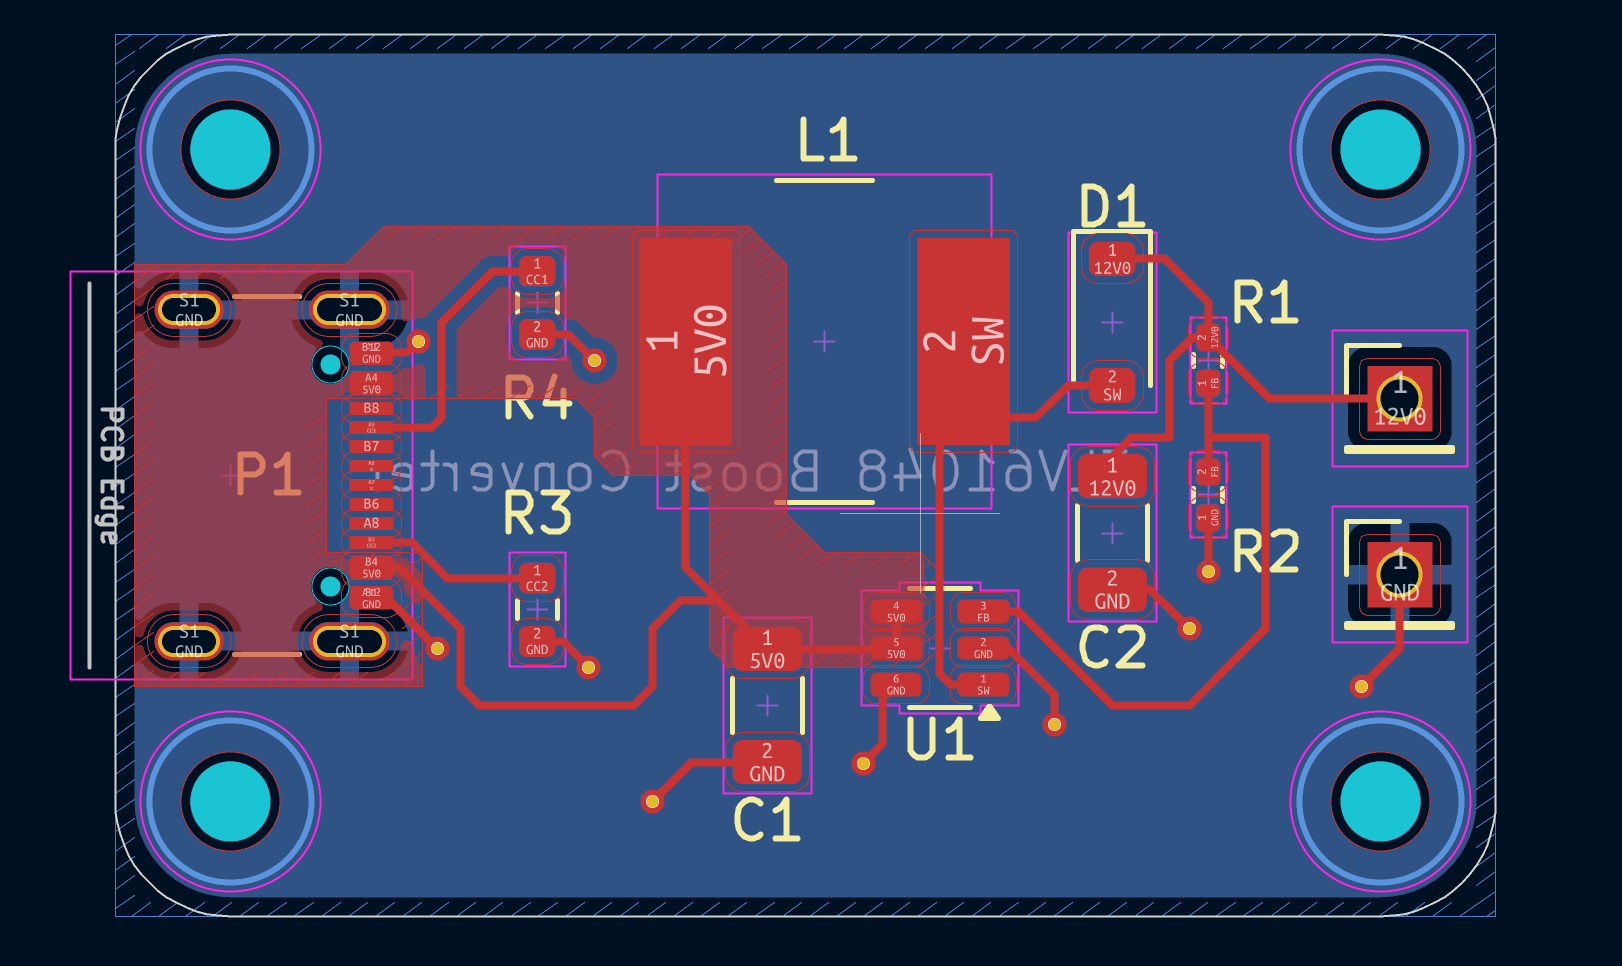 L1
D1
1
12V0
S1
GND
S1
GND
1
CC1
2
GND
1
5V0
2
SW
R1
2
12V0
1
FB
GND
A4
5V0
B8
B7
B6
A8
B4
5V0
GND
R4
2
SW
1
12V0
PCB Edge
P1
TLV61048 Boost Converter
1
12V0
2
FB
1
GND
R3
R2
1
GND
1
CC2
2
GND
2
GND
4
5V0
5
5V0
6
GND
3
FB
2
GND
1
SW
S1
GND
S1
GND
1
5V0
C2
U1
2
GND
C1